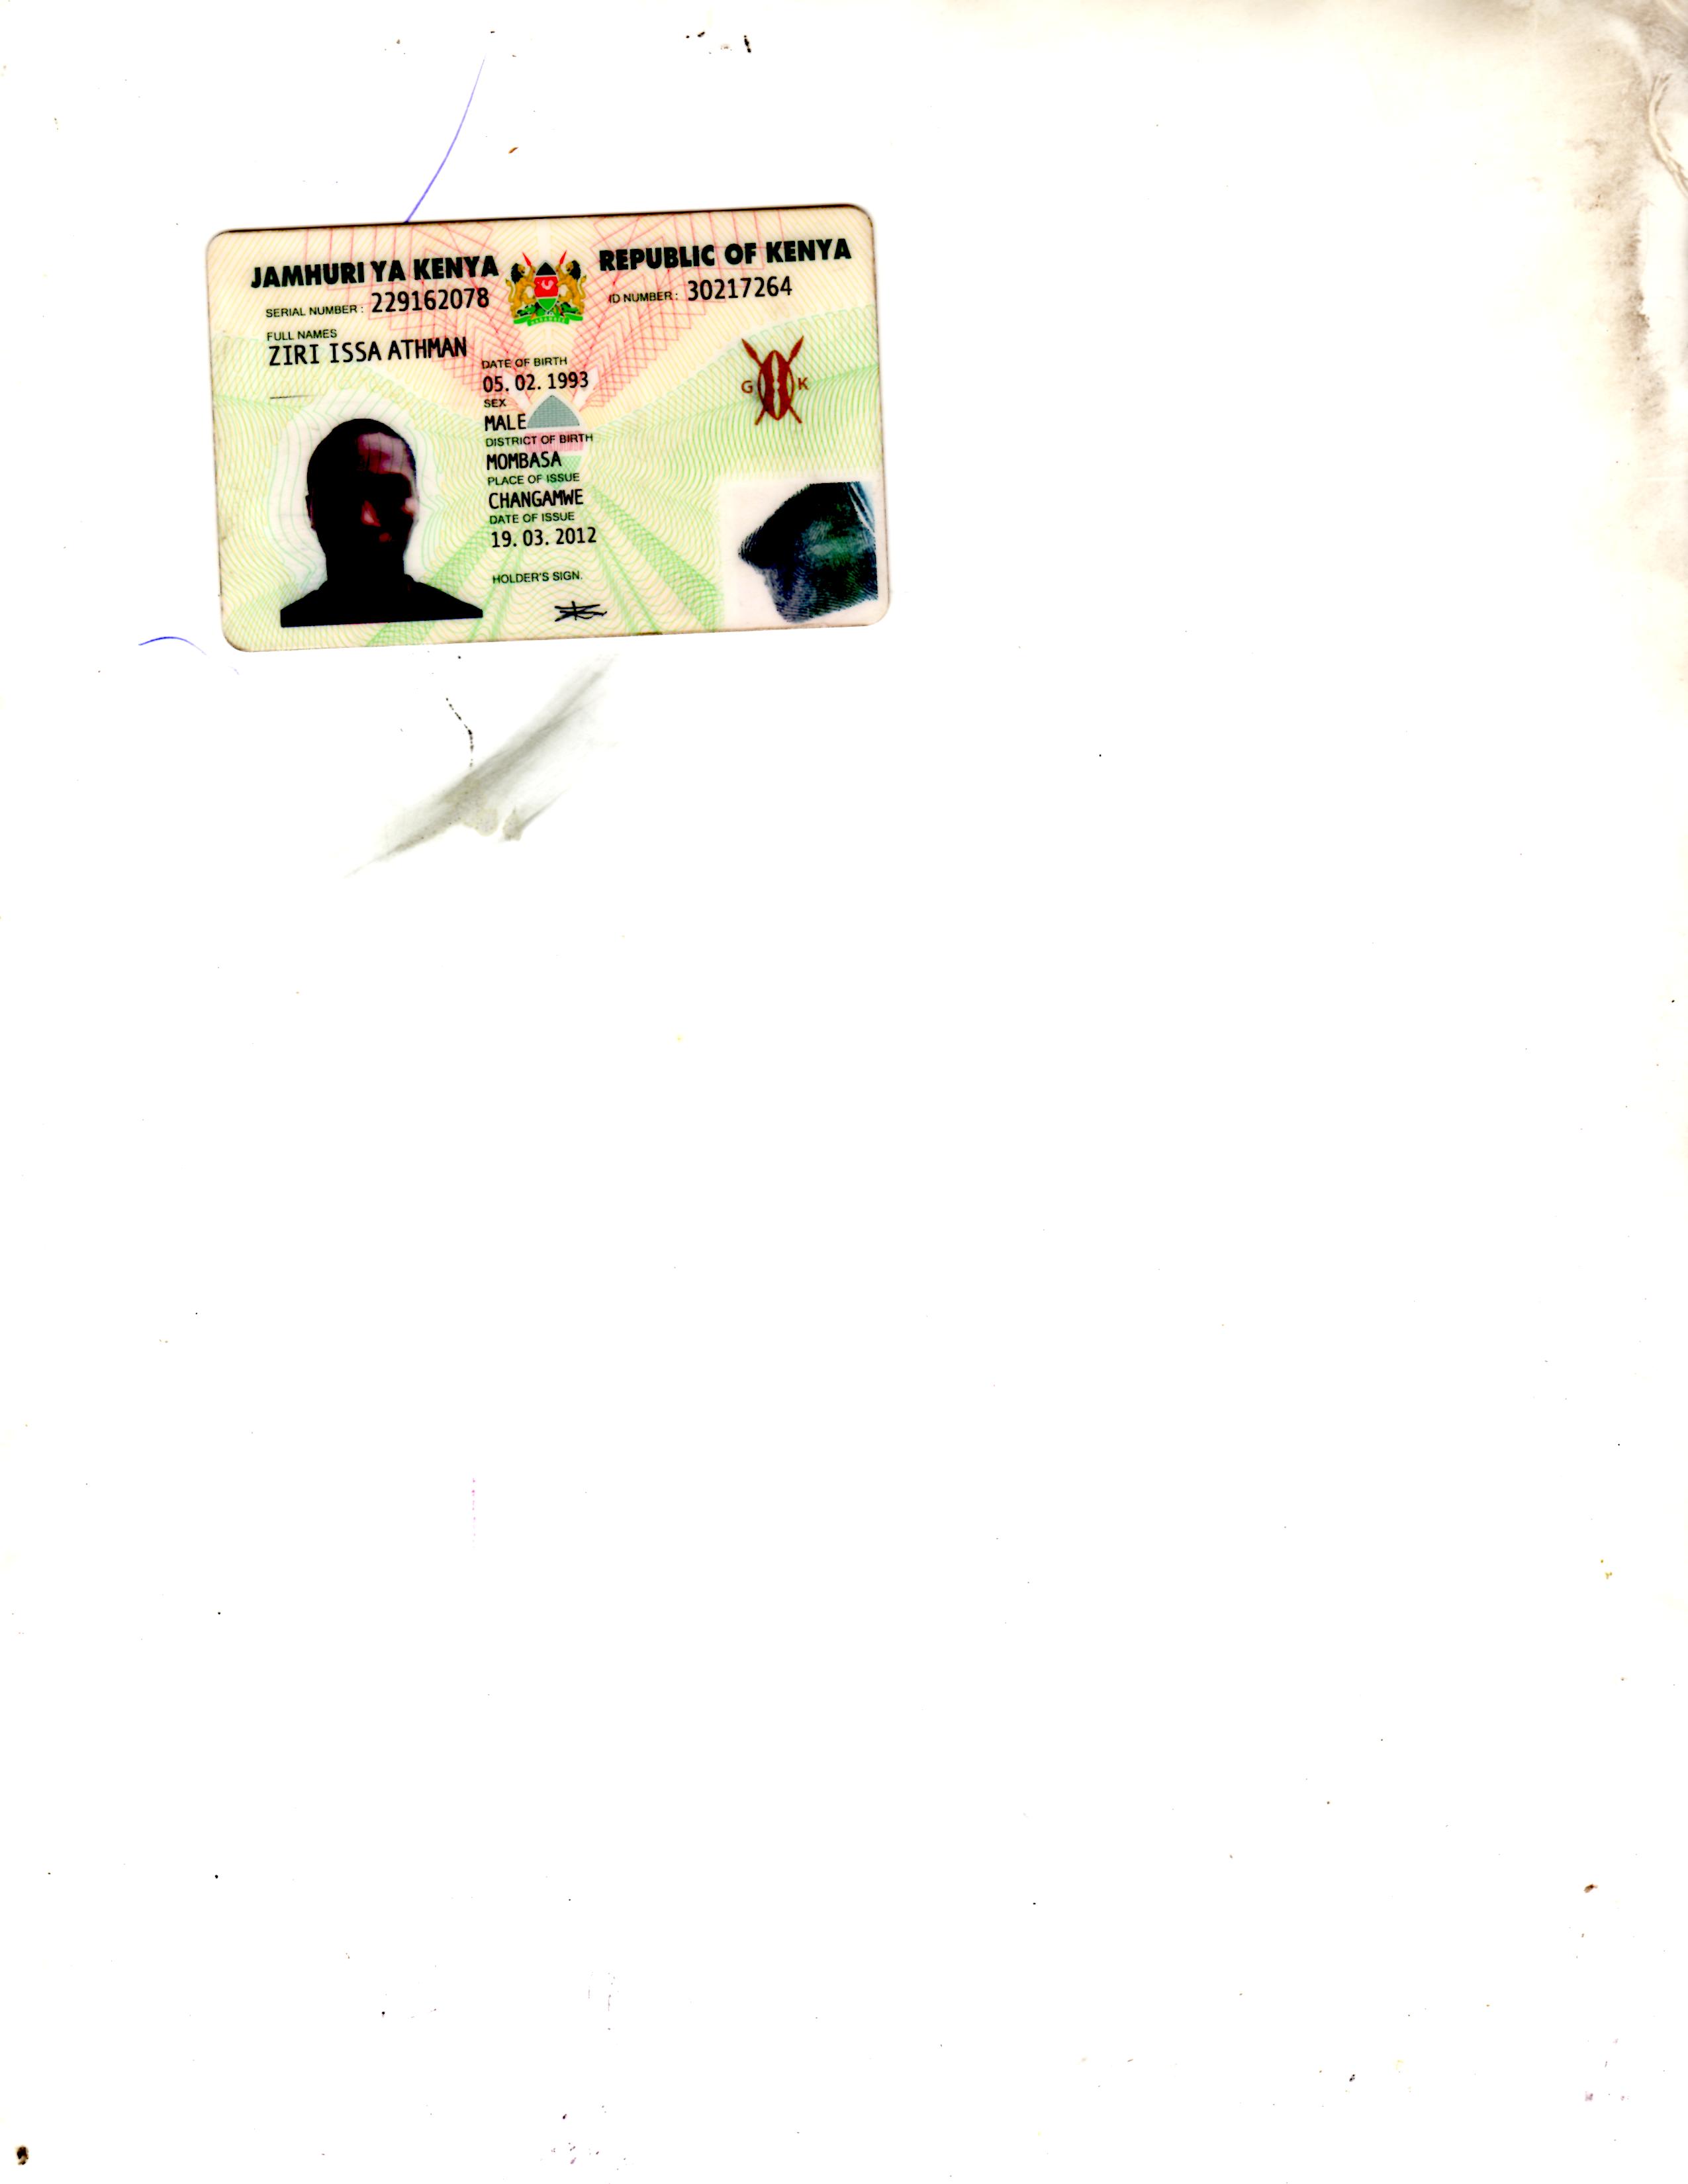 JAMHURI YA KENYA
REPUBLIC OF KENYA
SERIAL NUMBER: 229162078
ID NUMBER: 30217264
FULL NAMES
ZIRI ISSA ATHMAN
DATE OF BIRTH
05. 02. 1993
SEX
MALE
DISTRICT OF BIRTH
MOMBASA
PLACE OF ISSUE
CHANGAMWE
DATE OF ISSUE
19. 03. 2012
HOLDER'S SIGN.
G K